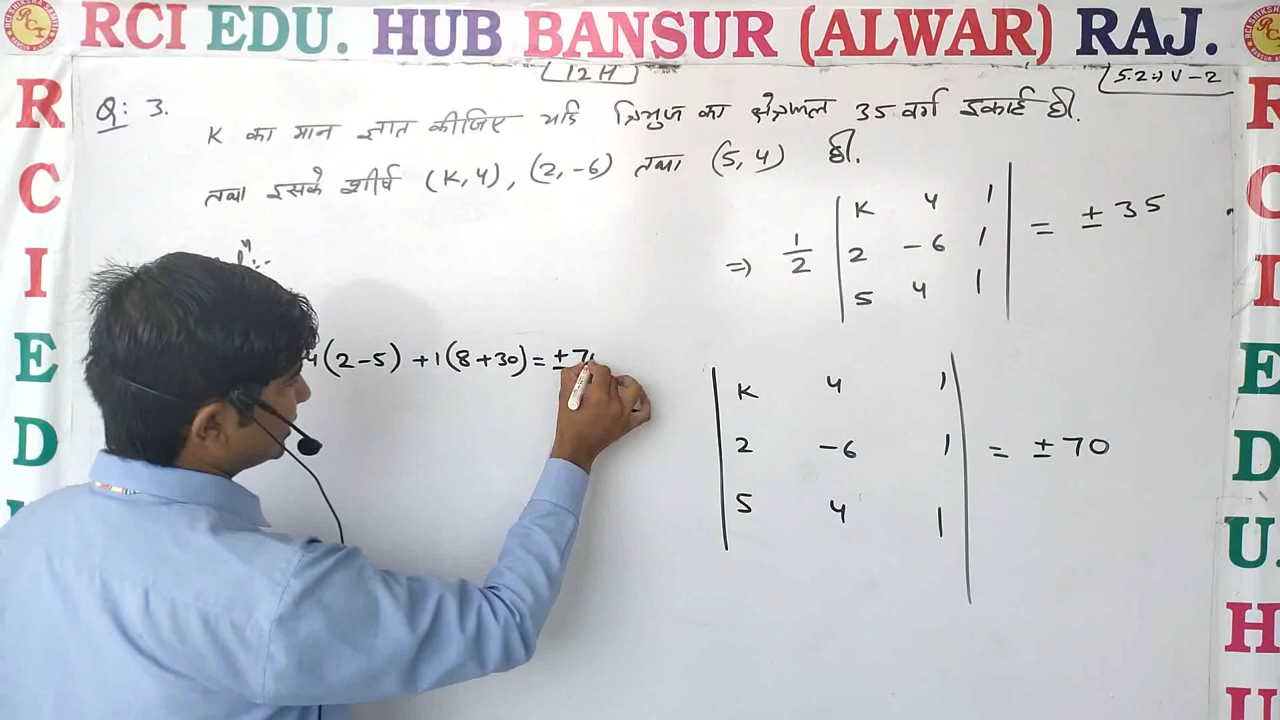 RCI EDU. HUB BANSUR (ALWAR) RAJ.
12 H
5.2 => V-2
Q: 3.
K का मान ज्ञात कीजिए यदि त्रिभुज का क्षेत्रफल 35 वर्ग इकाई है।
तथा इसके शीर्ष (K, 4), (2, -6) तथा (5, 4) है।
=> 1/2 | K 4 1 | = ± 35
| 2 -6 1 |
| 5 4 1 |
4(2-5) +1(8+30) = ±7
| K 4 1 |
| 2 -6 1 | = ±70
| 5 4 1 |
R
C
I
E
D
R
C
I
E
D
U.
H
U